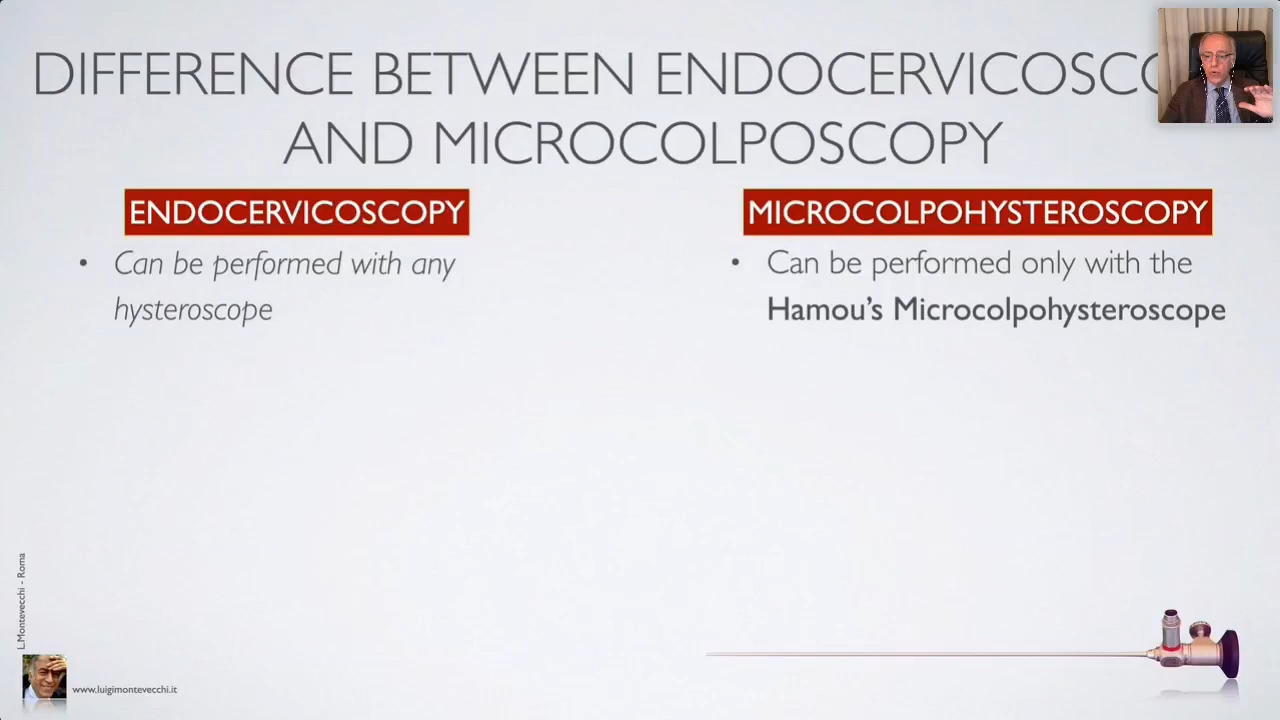 DIFFERENCE BETWEEN ENDOCERVICOSCO
AND MICROCOLPOSCOPY
ENDOCERVICOSCOPY
• Can be performed with any
hysteroscope
MICROCOLPOHYSTEROSCOPY
• Can be performed only with the
Hamou's Microcolpohysteroscope
L.Montevecchi - Roma
www.luigimontevecchi.it